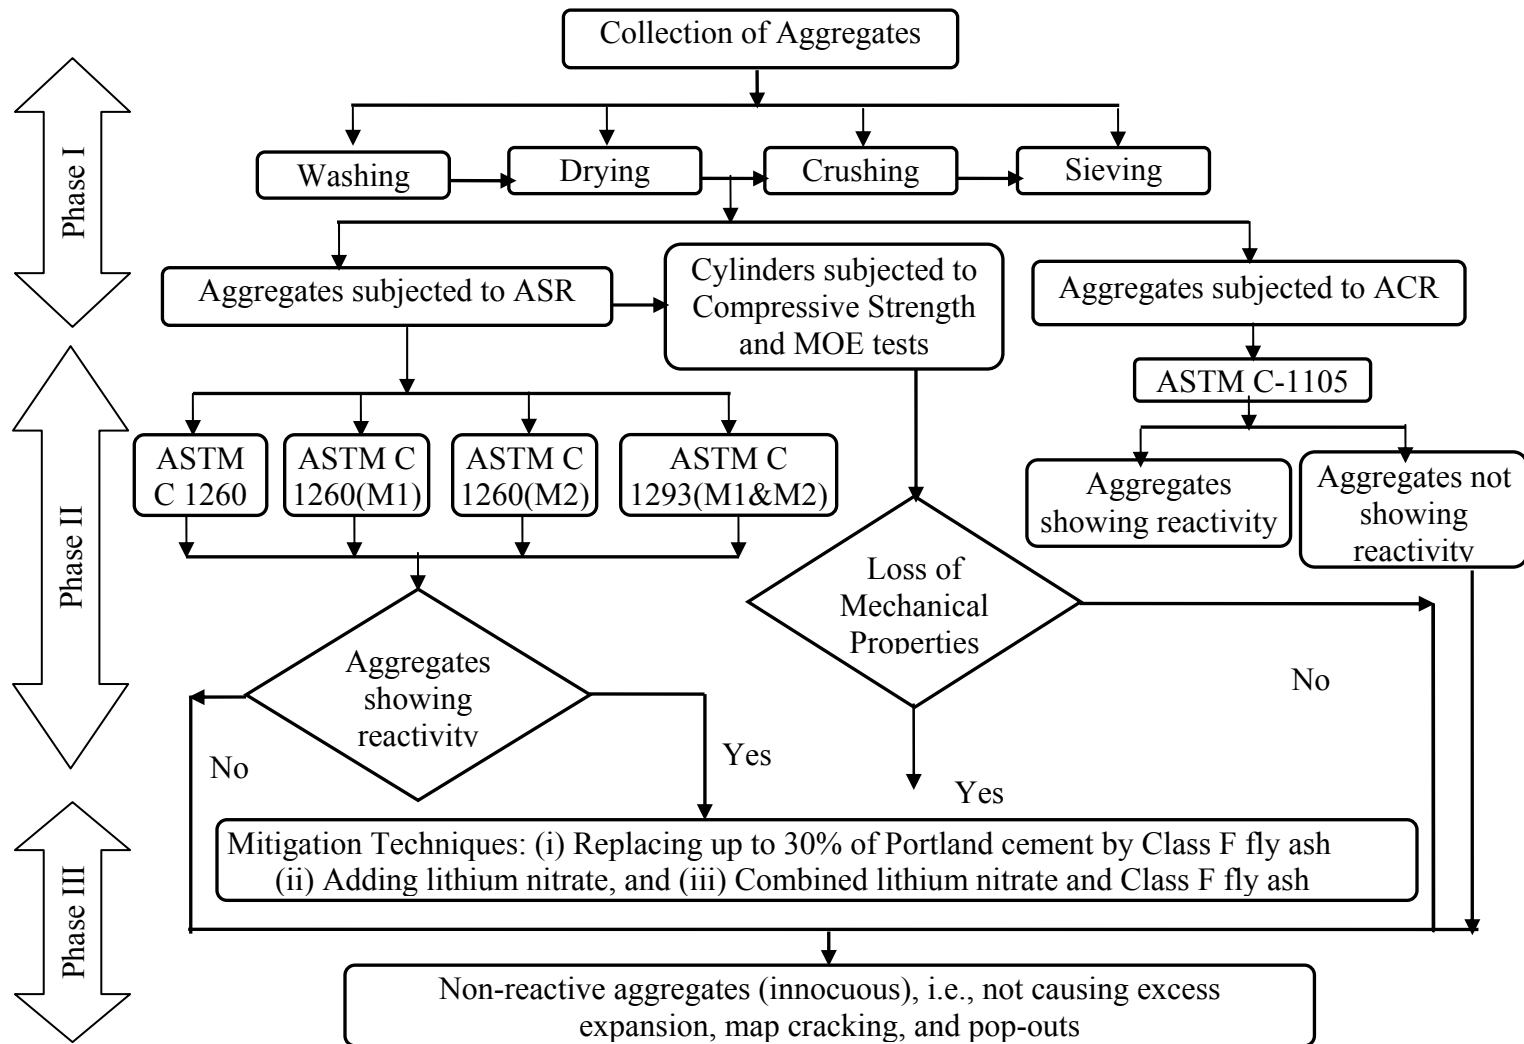 Collection of Aggregates
Phase I
Washing
Drying
Crushing
Sieving
Aggregates subjected to ASR
Cylinders subjected to
Compressive Strength
and MOE tests
Aggregates subjected to ACR
ASTM C-1105
Phase II
ASTM
C 1260
ASTM C
1260(M1)
ASTM C
1260(M2)
ASTM C
1293(M1&M2)
Aggregates
showing reactivity
Aggregates not
showing
reactivity
Loss of
Mechanical
Properties
Aggregates
showing
reactivity
No
No
Yes
Yes
Phase III
Mitigation Techniques: (i) Replacing up to 30% of Portland cement by Class F fly ash
(ii) Adding lithium nitrate, and (iii) Combined lithium nitrate and Class F fly ash
Non-reactive aggregates (innocuous), i.e., not causing excess
expansion, map cracking, and pop-outs